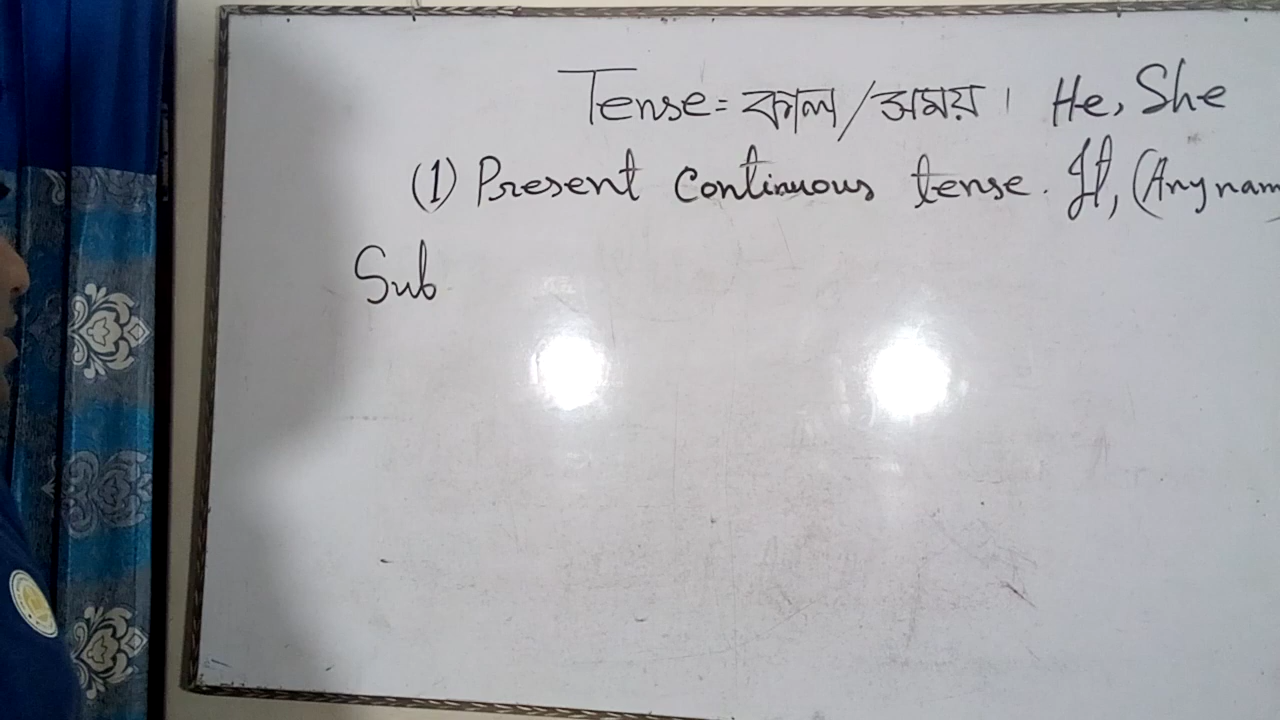 Tense = কাল / সময় । He, She
(1) Present Continuous tense. It, (Any nam
Sub